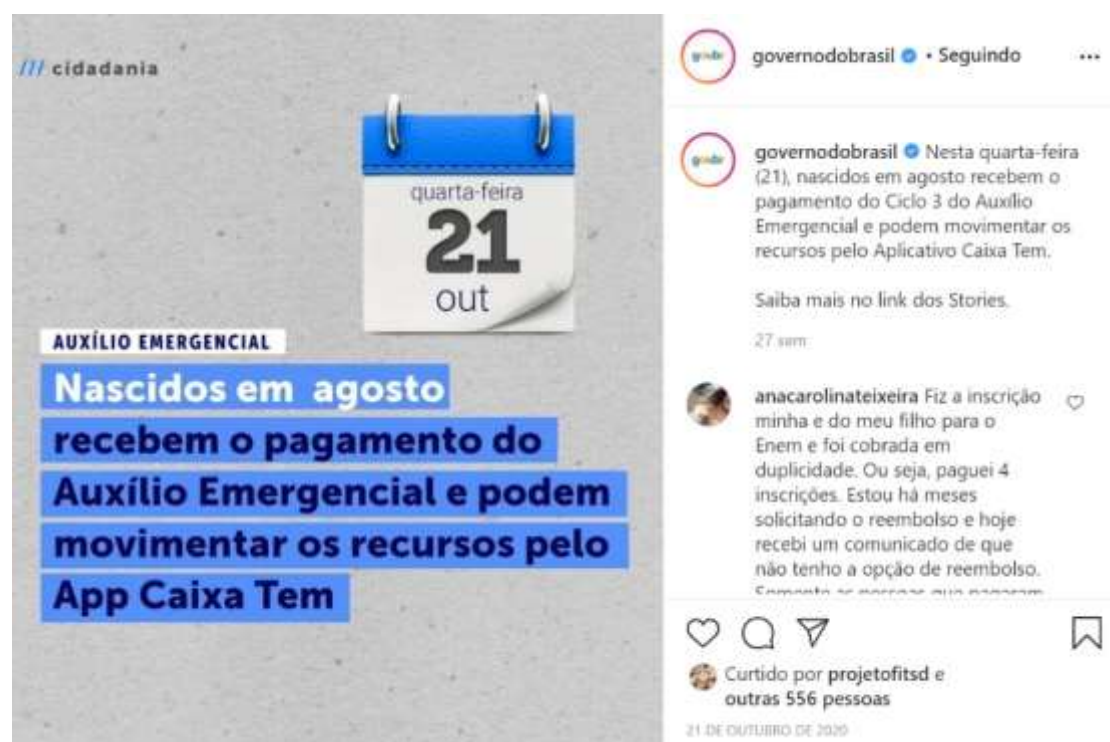 /// cidadania
quarta-feira
21
out
AUXÍLIO EMERGENCIAL
Nascidos em agosto
recebem o pagamento do
Auxílio Emergencial e podem
movimentar os recursos pelo
App Caixa Tem
governodobrasil • Seguindo
governodobrasil Nesta quarta-feira
(21), nascidos em agosto recebem o
pagamento do Ciclo 3 do Auxílio
Emergencial e podem movimentar os
recursos pelo Aplicativo Caixa Tem.
Saiba mais no link dos Stories.
27 sem
anacarolinateixeira Fiz a inscrição
minha e do meu filho para o
Enem e foi cobrada em
duplicidade. Ou seja, paguei 4
inscrições. Estou há meses
solicitando o reembolso e hoje
recebi um comunicado de que
não tenho a opção de reembolso.
Somente as pessoas que pagaram
Curtido por projetofitsd e
outras 556 pessoas
21 DE OUTUBRO DE 2020